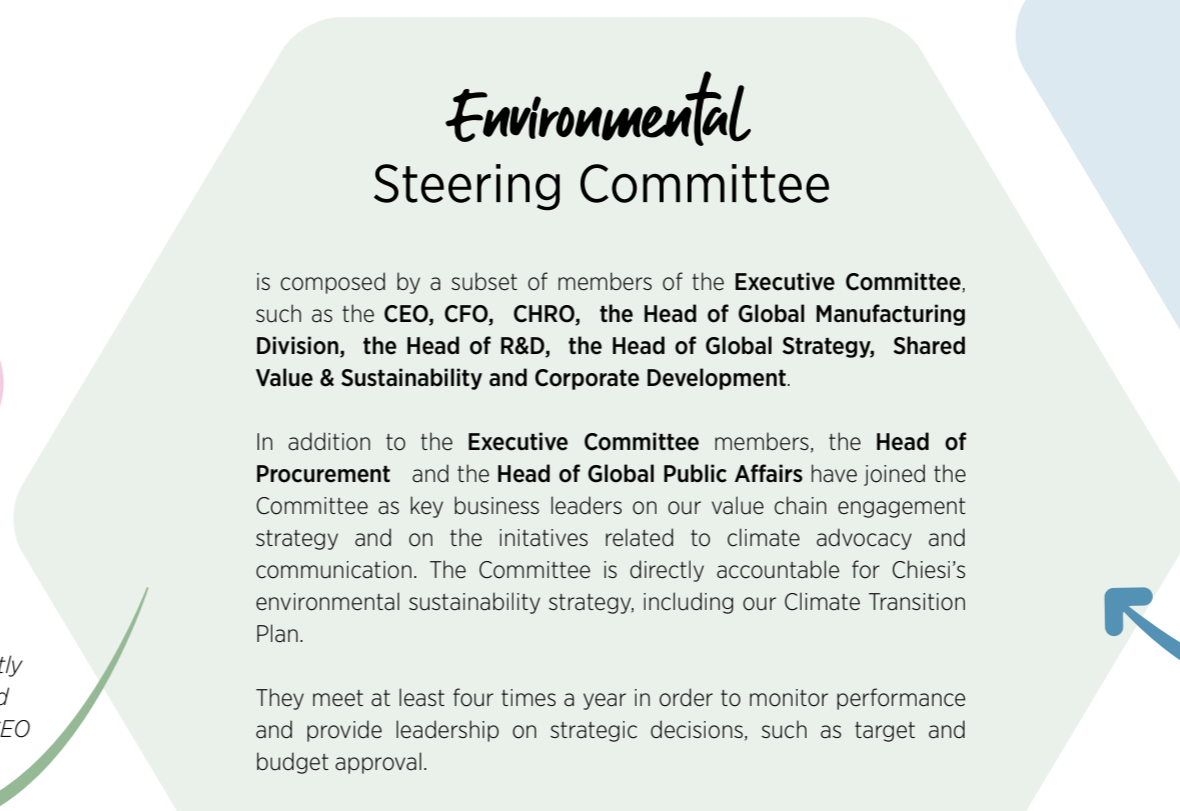 Environmental
Steering Committee
is composed by a subset of members of the Executive Committee,
such as the CEO, CFO, CHRO, the Head of Global Manufacturing
Division, the Head of R&D, the Head of Global Strategy, Shared
Value & Sustainability and Corporate Development.
In addition to the Executive Committee members, the Head of
Procurement and the Head of Global Public Affairs have joined the
Committee as key business leaders on our value chain engagement
strategy and on the initatives related to climate advocacy and
communication. The Committee is directly accountable for Chiesi's
environmental sustainability strategy, including our Climate Transition
Plan.
They meet at least four times a year in order to monitor performance
and provide leadership on strategic decisions, such as target and
budget approval.